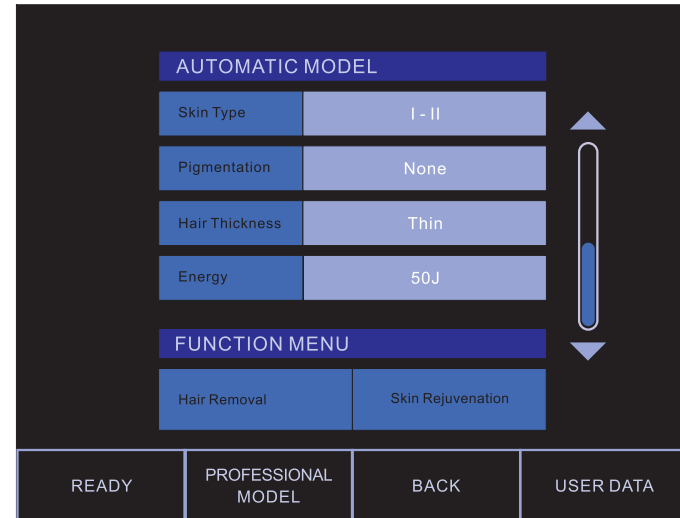 AUTOMATIC MODEL
Skin Type
I - II
Pigmentation
None
Hair Thickness
Thin
Energy
50J
FUNCTION MENU
Hair Removal
Skin Rejuvenation
READY
PROFESSIONAL
MODEL
BACK
USER DATA